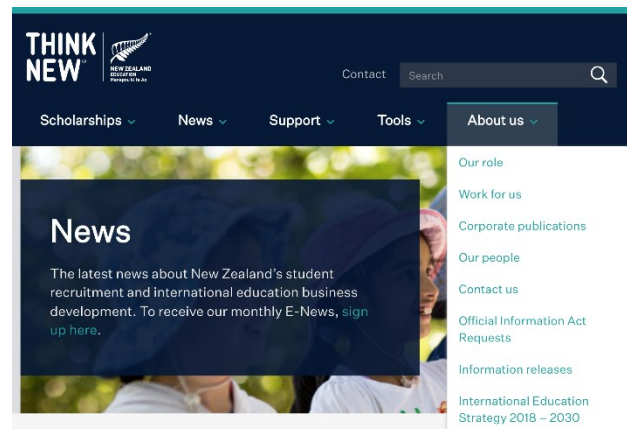 THINK
NEW
NEW ZEALAND
EDUCATION
Contact
Search
Scholarships
News
Support
Tools
About us
Our role
Work for us
Corporate publications
Our people
Contact us
Official Information Act
Requests
Information releases
International Education
Strategy 2018 – 2030
News
The latest news about New Zealand's student
recruitment and international education business
development. To receive our monthly E-News, sign
up here.